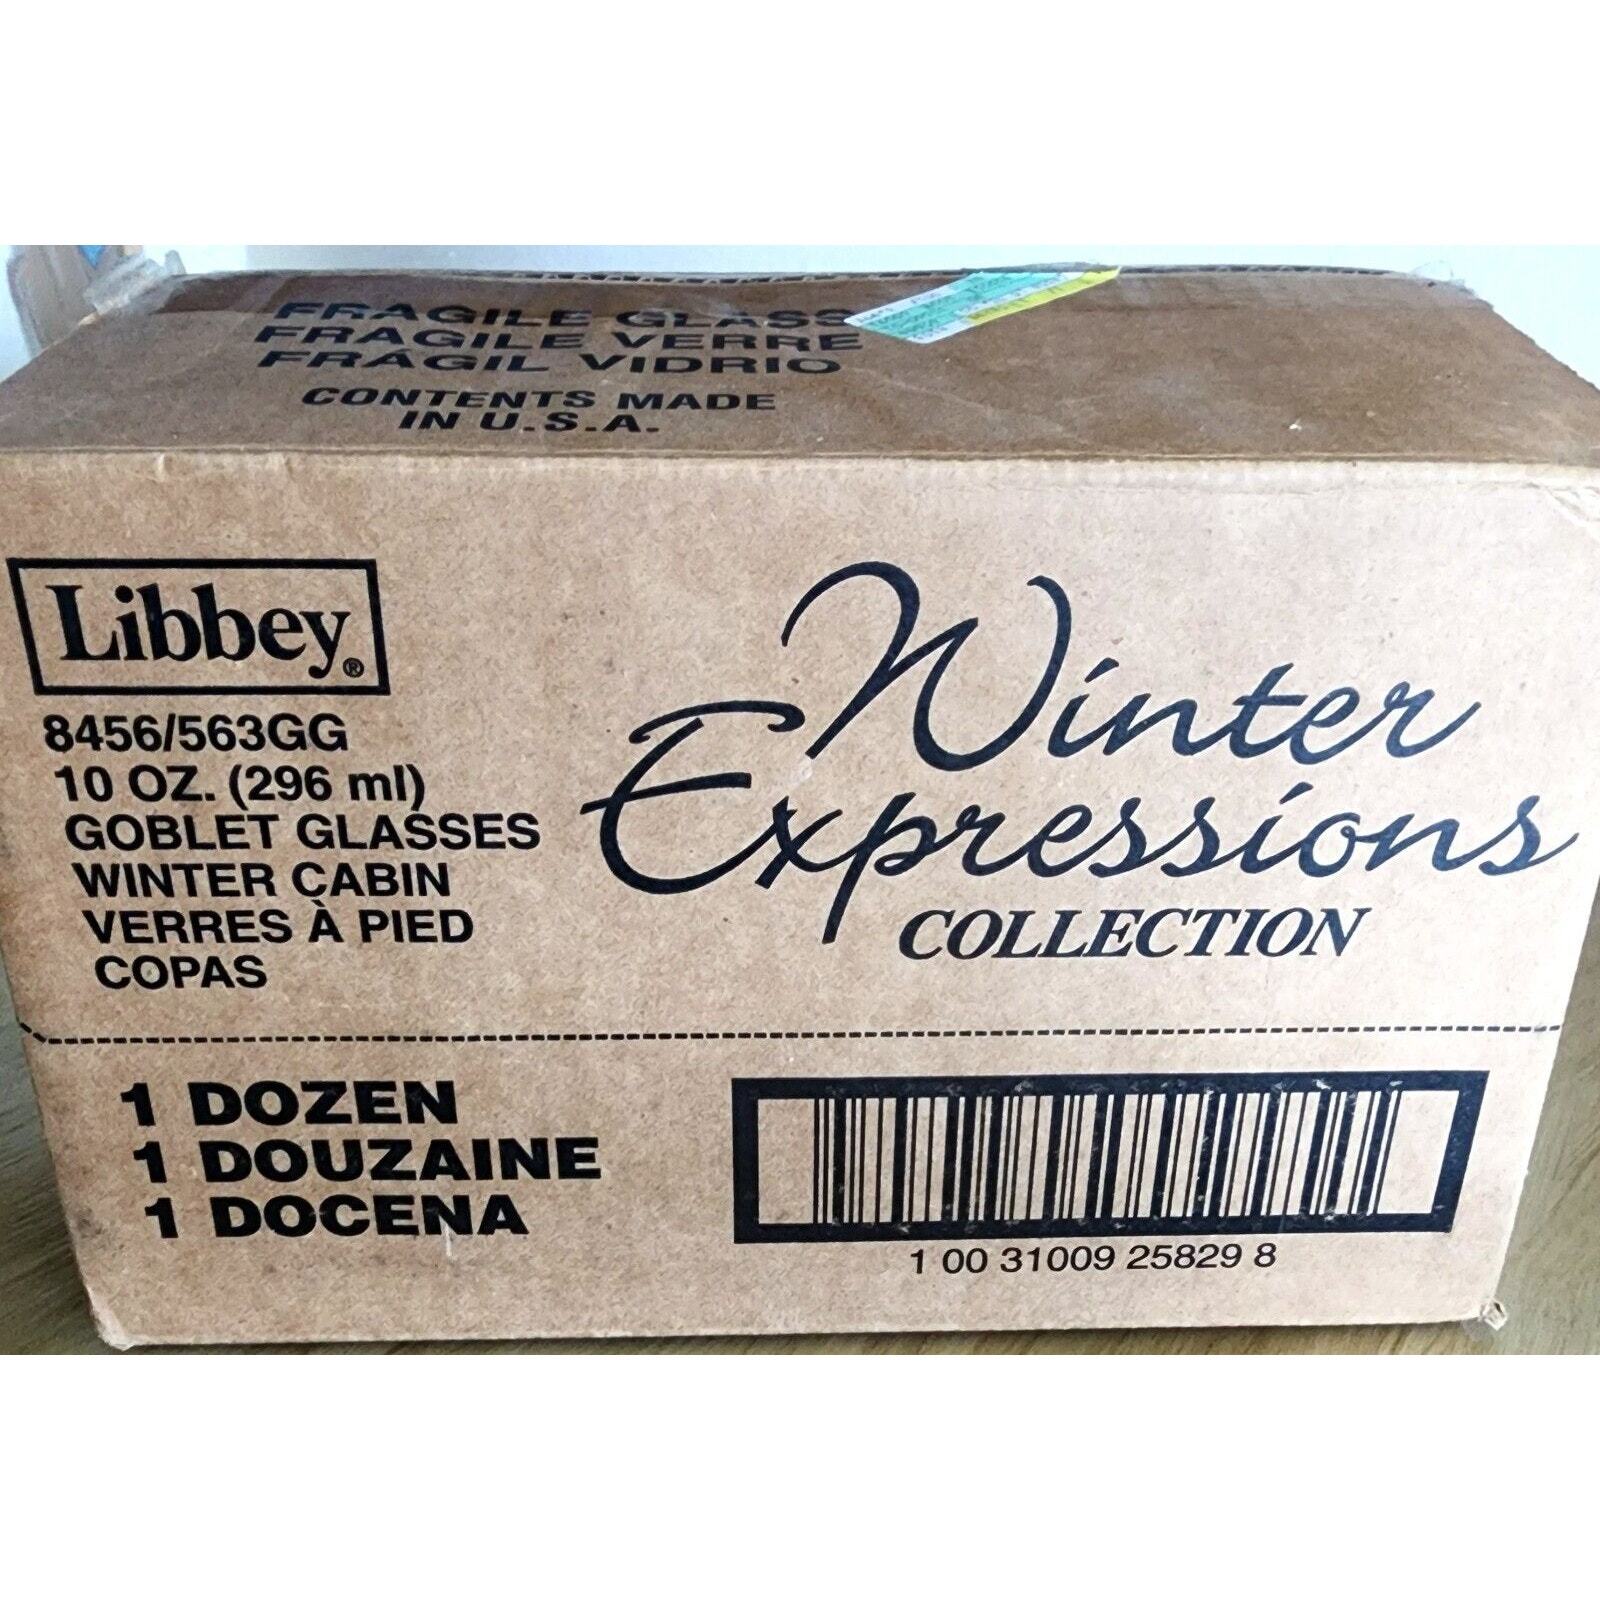 FRAGILE GLASS
FRAGILE VERRE
FRÁGIL VIDRIO
CONTENTS MADE
IN U.S.A.
Libbey®
8456/563GG
10 OZ. (296 ml)
GOBLET GLASSES
WINTER CABIN
VERRES À PIED
COPAS
Winter
Expressions
COLLECTION
1 DOZEN
1 DOUZAINE
1 DOCENA
1 00 31009 25829 8